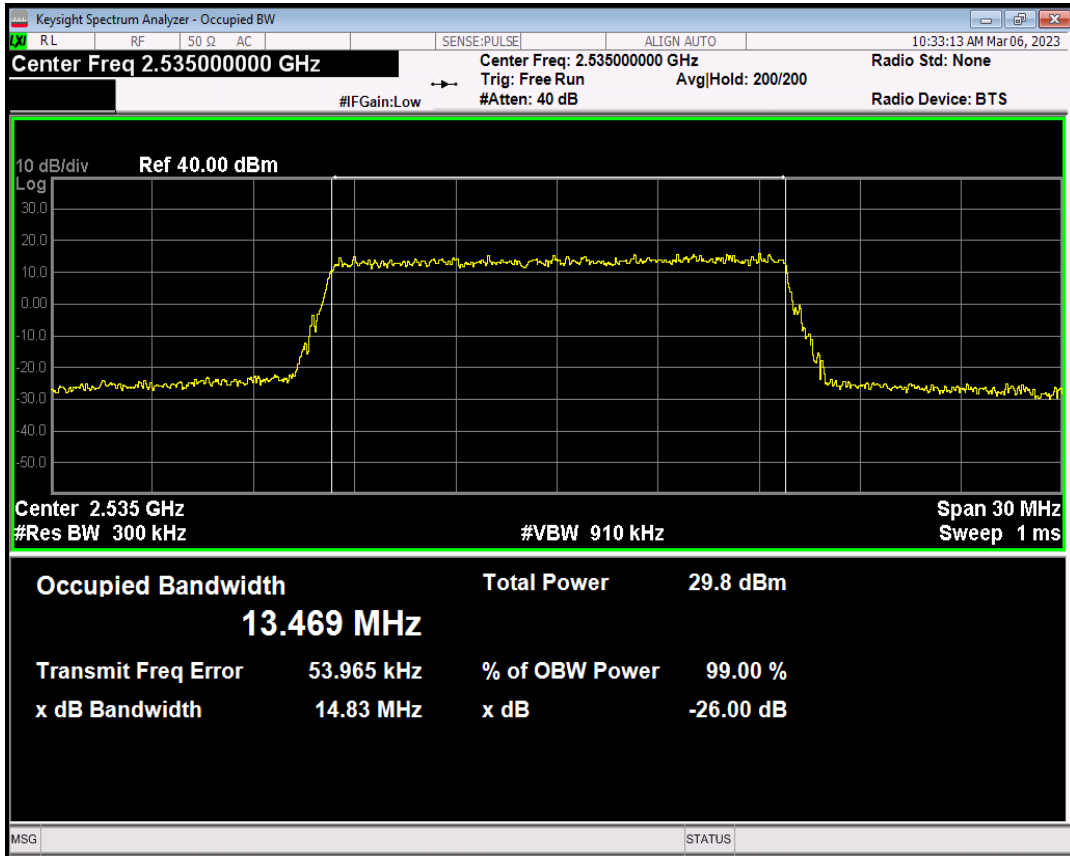 Keysight Spectrum Analyzer - Occupied BW
LXI RL RF 50 Ω AC SENSE:PULSE ALIGN AUTO 10:33:13 AM Mar 06, 2023
Center Freq 2.535000000 GHz Center Freq: 2.535000000 GHz Radio Std: None
Trig: Free Run Avg|Hold: 200/200
#IFGain:Low #Atten: 40 dB Radio Device: BTS
10 dB/div Ref 40.00 dBm
Log
30.0
20.0
10.0
0.00
-10.0
-20.0
-30.0
-40.0
-50.0
Center 2.535 GHz Span 30 MHz
#Res BW 300 kHz #VBW 910 kHz Sweep 1 ms
Occupied Bandwidth Total Power 29.8 dBm
13.469 MHz
Transmit Freq Error 53.965 kHz % of OBW Power 99.00 %
x dB Bandwidth 14.83 MHz x dB -26.00 dB
MSG STATUS